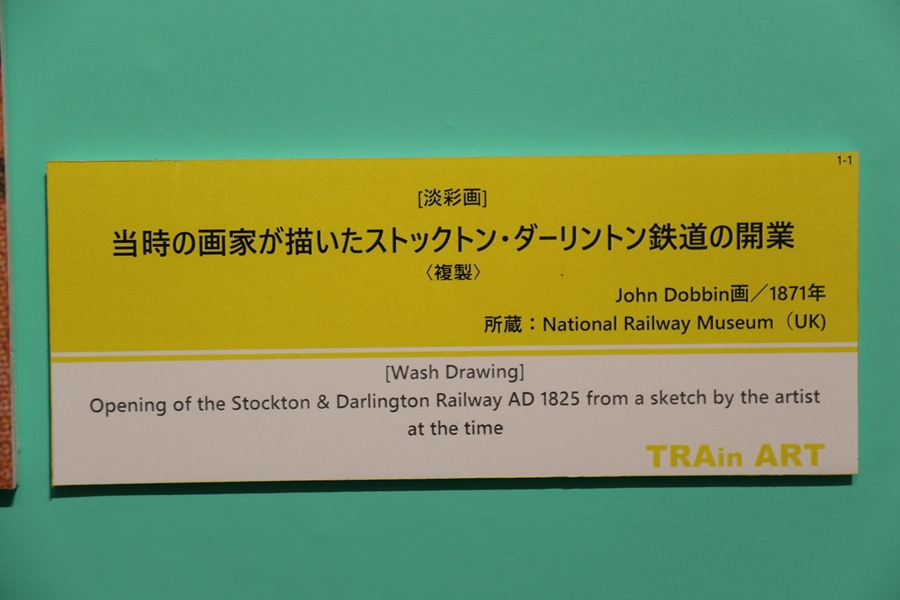 1-1
[淡彩画]
当時の画家が描いたストックトン・ダーリントン鉄道の開業
〈複製〉
John Dobbin画／1871年
所蔵：National Railway Museum（UK)
[Wash Drawing]
Opening of the Stockton & Darlington Railway AD 1825 from a sketch by the artist
at the time
TRAin ART